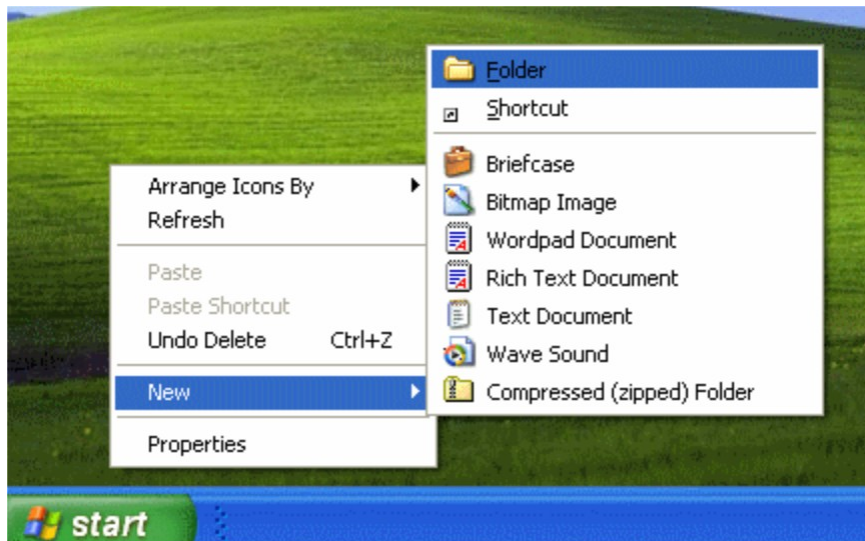 Arrange Icons By
Refresh
Paste
Paste Shortcut
Undo Delete Ctrl+Z
New
Properties
Folder
Shortcut
Briefcase
Bitmap Image
Wordpad Document
Rich Text Document
Text Document
Wave Sound
Compressed (zipped) Folder
start